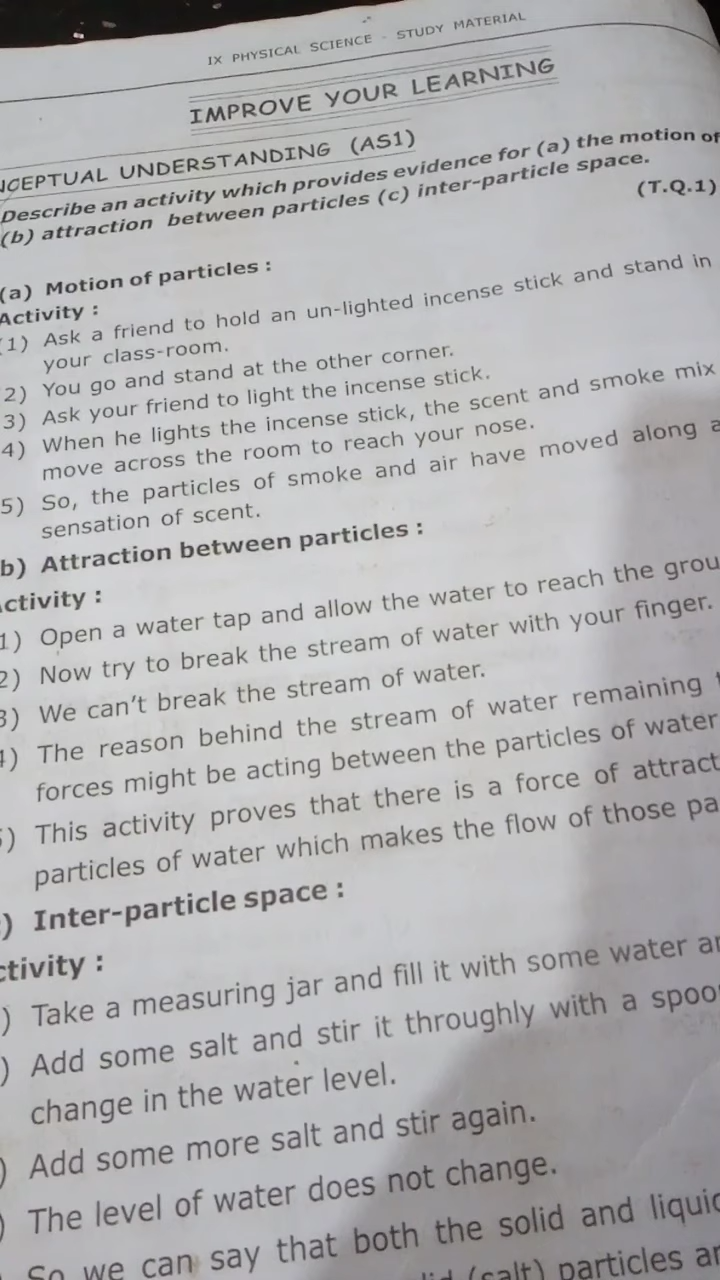 IX PHYSICAL SCIENCE - STUDY MATERIAL
IMPROVE YOUR LEARNING
NCEPTUAL UNDERSTANDING (AS1)
Describe an activity which provides evidence for (a) the motion of
(b) attraction between particles (c) inter-particle space.
(T.Q.1)
(a) Motion of particles :
Activity :
(1) Ask a friend to hold an un-lighted incense stick and stand in
your class-room.
2) You go and stand at the other corner.
3) Ask your friend to light the incense stick.
4) When he lights the incense stick, the scent and smoke mix
move across the room to reach your nose.
5) So, the particles of smoke and air have moved along a
sensation of scent.
b) Attraction between particles :
ctivity :
1) Open a water tap and allow the water to reach the grou
2) Now try to break the stream of water with your finger.
3) We can't break the stream of water.
4) The reason behind the stream of water remaining
forces might be acting between the particles of water
5) This activity proves that there is a force of attract
particles of water which makes the flow of those pa
) Inter-particle space :
ctivity :
) Take a measuring jar and fill it with some water a
) Add some salt and stir it throughly with a spoo
change in the water level.
) Add some more salt and stir again.
) The level of water does not change.
So we can say that both the solid and liquid
(salt) particles ar